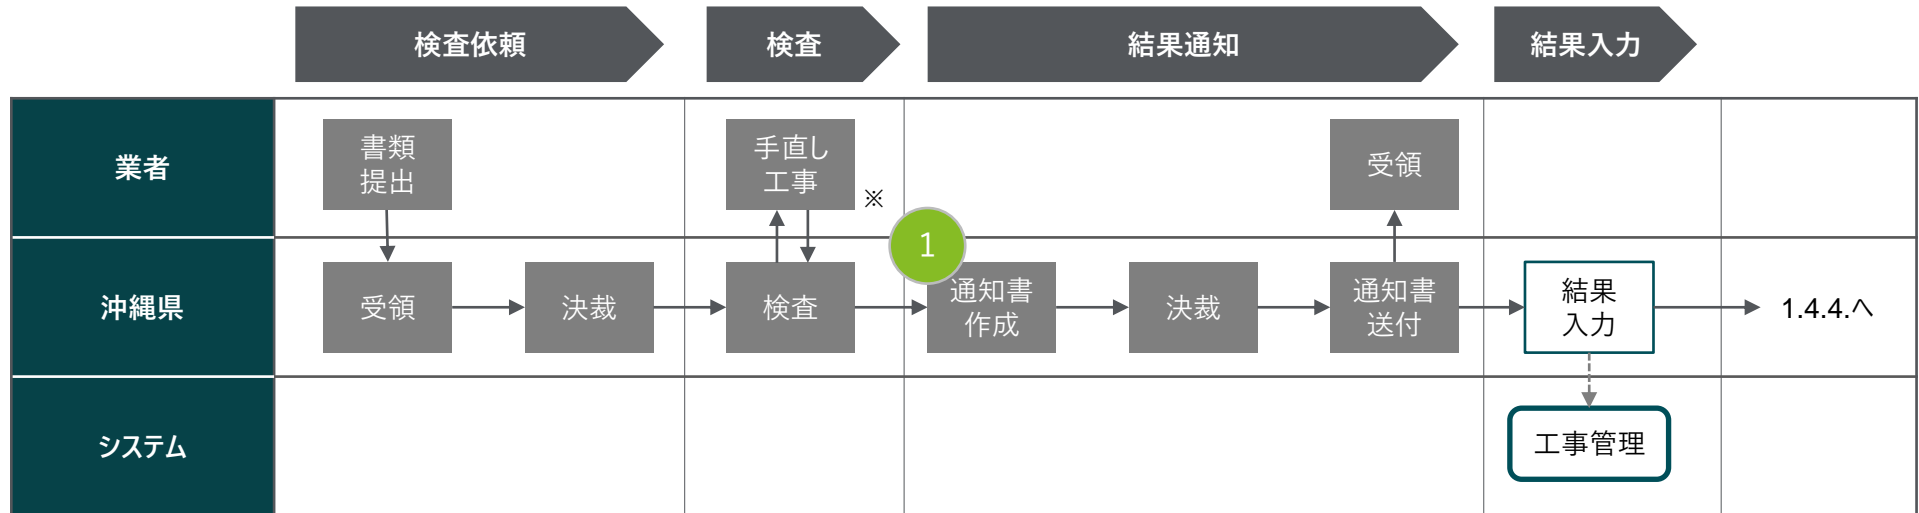 検査依頼
検査
結果通知
結果入力
業者
書類
提出
手直し
工事
※
受領
1
沖縄県
受領
決裁
検査
通知書
作成
決裁
通知書
送付
結果
入力
1.4.4.へ
システム
工事管理